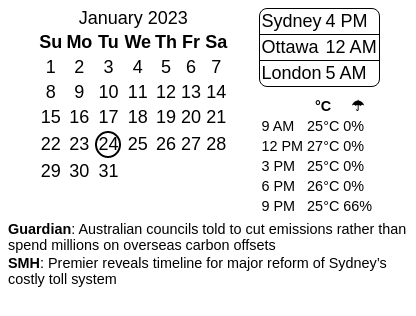 January 2023
Su Mo Tu We Th Fr Sa
1 2 3 4 5 6 7
8 9 10 11 12 13 14
15 16 17 18 19 20 21
22 23 24 25 26 27 28
29 30 31
Sydney 4 PM
Ottawa 12 AM
London 5 AM
°C ☂
9 AM 25°C 0%
12 PM 27°C 0%
3 PM 25°C 0%
6 PM 26°C 0%
9 PM 25°C 66%
Guardian: Australian councils told to cut emissions rather than
spend millions on overseas carbon offsets
SMH: Premier reveals timeline for major reform of Sydney's
costly toll system